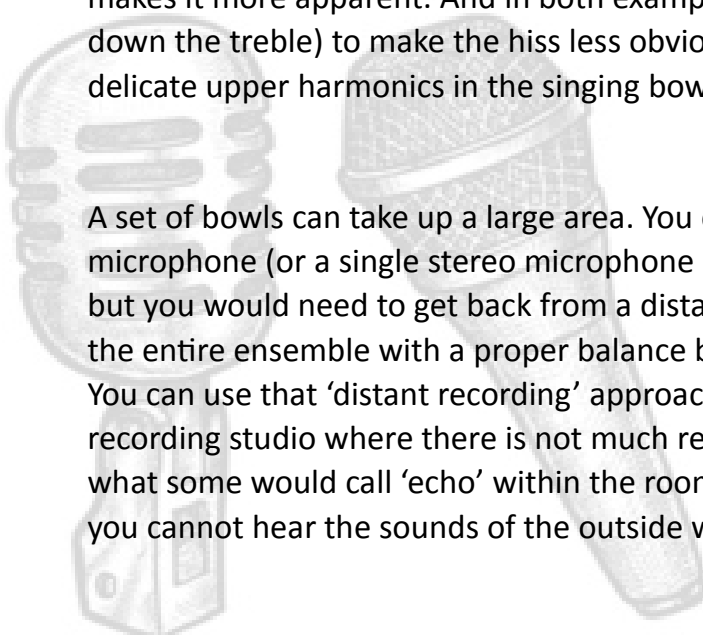 makes it more apparent. And in both examp
down the treble) to make the hiss less obvio
delicate upper harmonics in the singing bow
A set of bowls can take up a large area. You
microphone (or a single stereo microphone
but you would need to get back from a dista
the entire ensemble with a proper balance b
You can use that ‘distant recording’ approac
recording studio where there is not much re
what some would call ‘echo’ within the roon
you cannot hear the sounds of the outside w